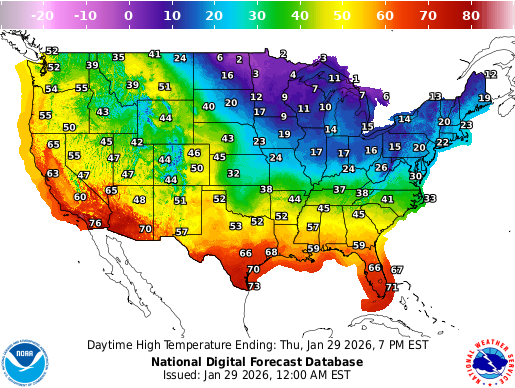 -20 -10 0 10 20 30 40 50 60 70 80
52 35 41 24 6 2 2 -3
52 39 16 3 4 11 -1 12
54 55 39 51 7 7 6 13 19
55 43 44 40 20 12 9 11 10 14 20 23
50 17 9 15
65 45 42 43 23 19 14 22
55 47 44 46 45 24 17 17 16 15 20
63 47 47 44 50 32 24 26 30
60 65 48 51 52 38 44 37 38 41 33
76 70 57 53 52 52 45 45
57 59 59
66 68
70 66 67
73 71
NOAA
NATIONAL WEATHER SERVICE
Daytime High Temperature Ending: Thu, Jan 29 2026, 7 PM EST
National Digital Forecast Database
Issued: Jan 29 2026, 12:00 AM EST